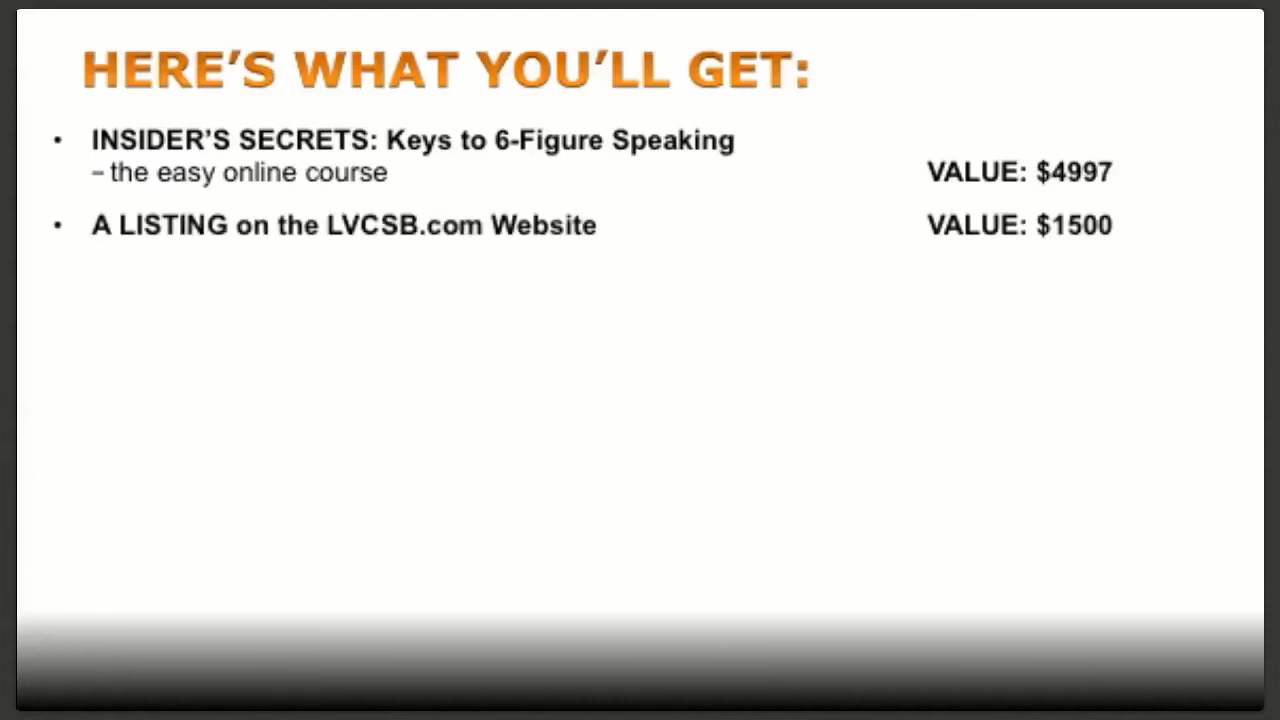 HERE'S WHAT YOU'LL GET:
• INSIDER'S SECRETS: Keys to 6-Figure Speaking
– the easy online course VALUE: $4997
• A LISTING on the LVCSB.com Website VALUE: $1500